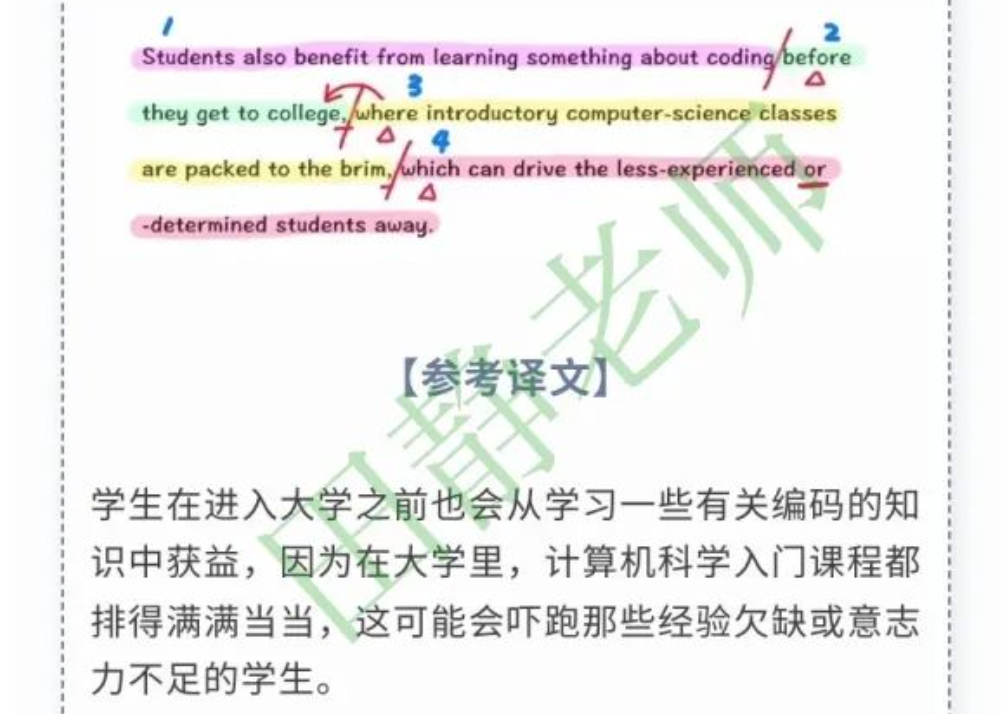 1
2
Students also benefit from learning something about coding/before
3
they get to college,/where introductory computer-science classes
4
are packed to the brim,/which can drive the less-experienced or
-determined students away.
【参考译文】
学生在进入大学之前也会从学习一些有关编码的知
识中获益，因为在大学里，计算机科学入门课程都
排得满满当当，这可能会吓跑那些经验欠缺或意志
力不足的学生。
田静老师